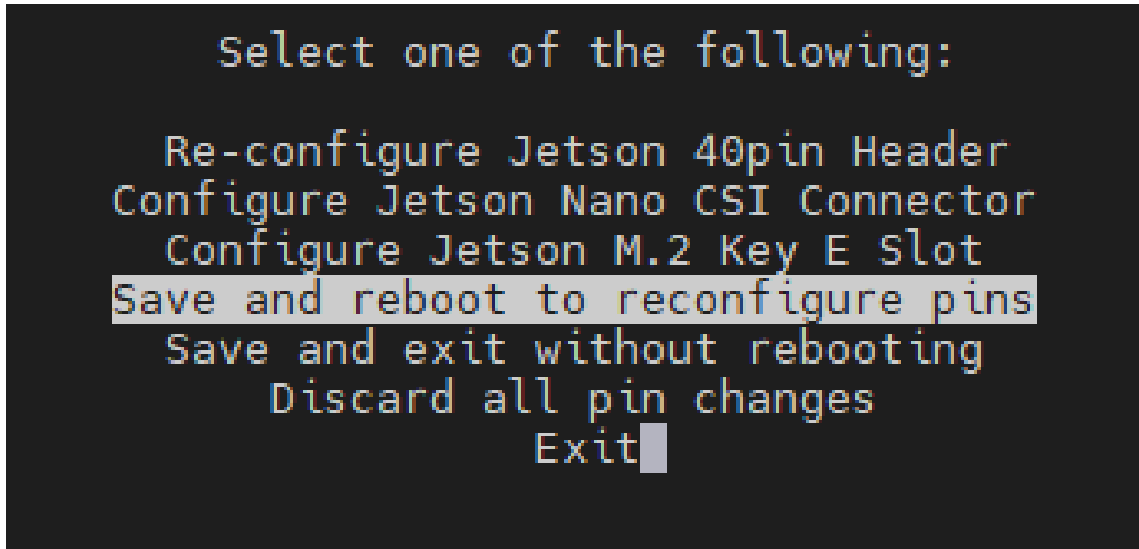 Select one of the following:
Re-configure Jetson 40pin Header
Configure Jetson Nano CSI Connector
Configure Jetson M.2 Key E Slot
Save and reboot to reconfigure pins
Save and exit without rebooting
Discard all pin changes
Exit